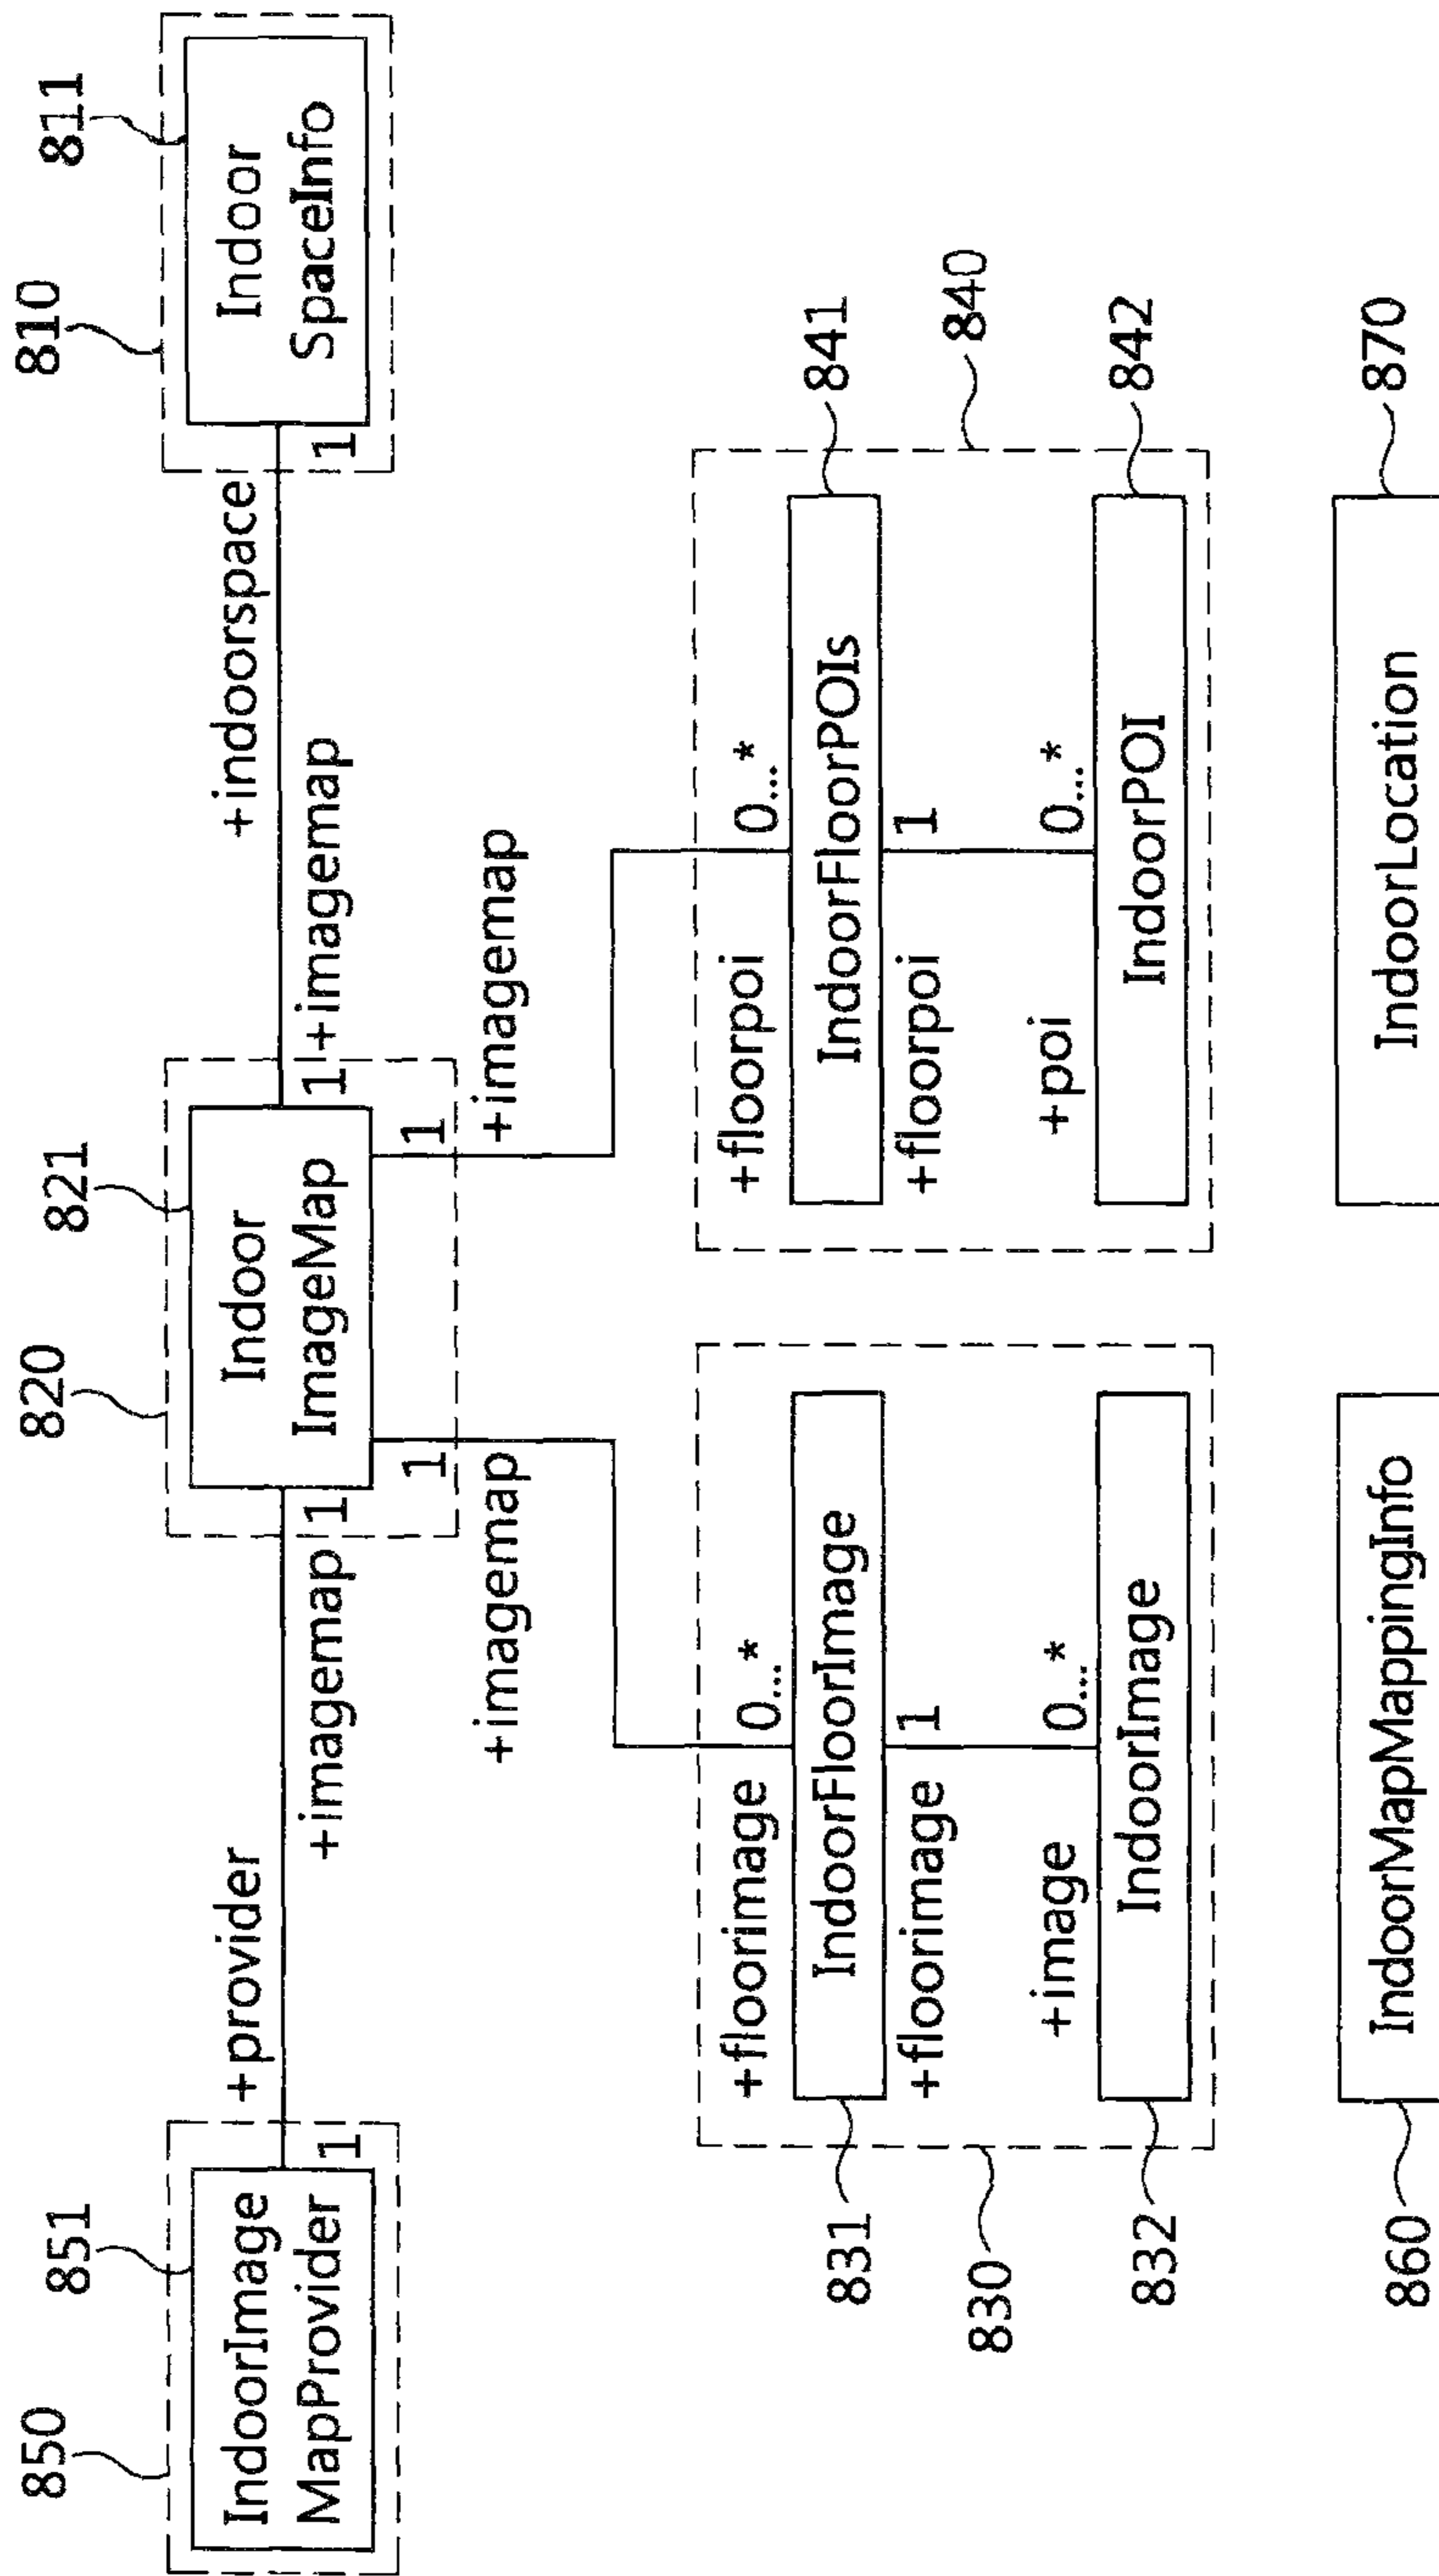 850
851
820
821
810
811
IndoorImage
MapProvider
1
+provider
+imagemap
1
Indoor
ImageMap
1
+imagemap
+indoorspace
1
Indoor
SpaceInfo
1
+imagemap
1
+imagemap
+floorimage
0...*
831
IndoorFloorImage
+floorimage
1
830
+image
0...*
832
IndoorImage
+floorpoi
0...*
IndoorFloorPOIs
841
+floorpoi
1
840
+poi
0...*
IndoorPOI
842
860
IndoorMapMappingInfo
IndoorLocation
870